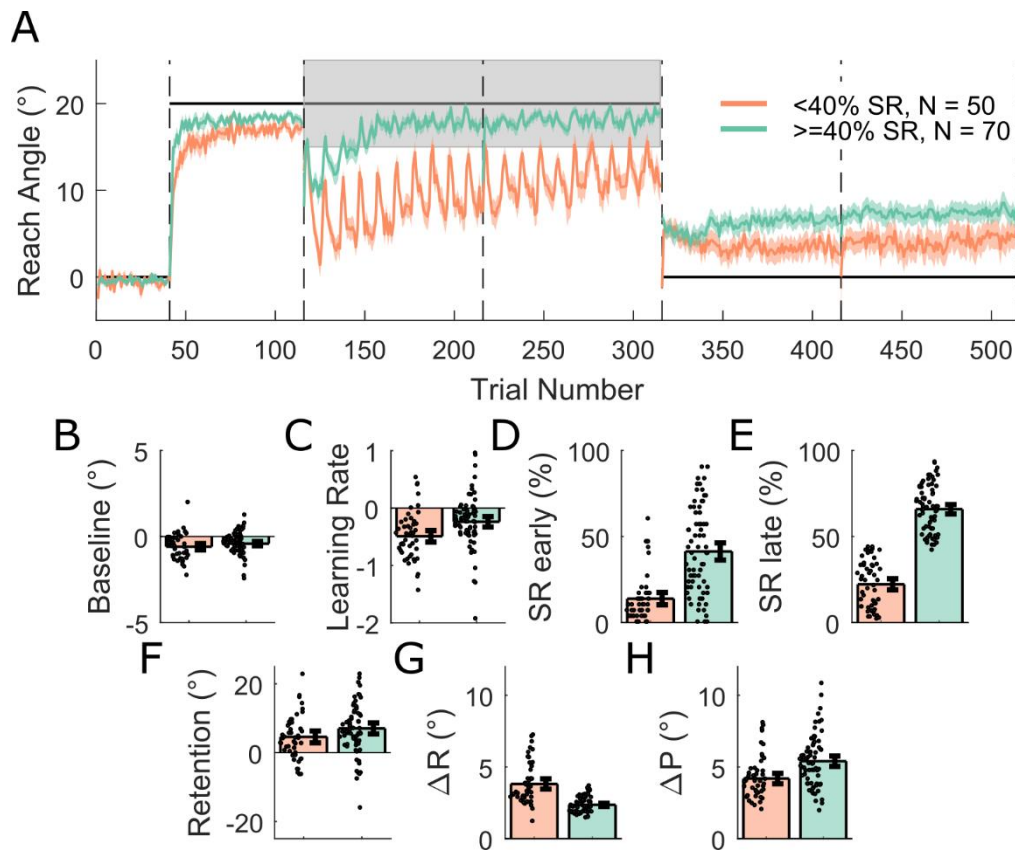 A
Reach Angle (°)
20
10
0
<40% SR, N = 50
>=40% SR, N = 70
0 50 100 150 200 250 300 350 400 450 500
Trial Number
B
Baseline (°)
5
0
-5
C
Learning Rate
1
0
-1
-2
D
SR early (%)
100
50
0
E
SR late (%)
100
50
0
F
Retention (°)
20
0
-20
G
ΔR (°)
10
5
0
H
ΔP (°)
10
5
0